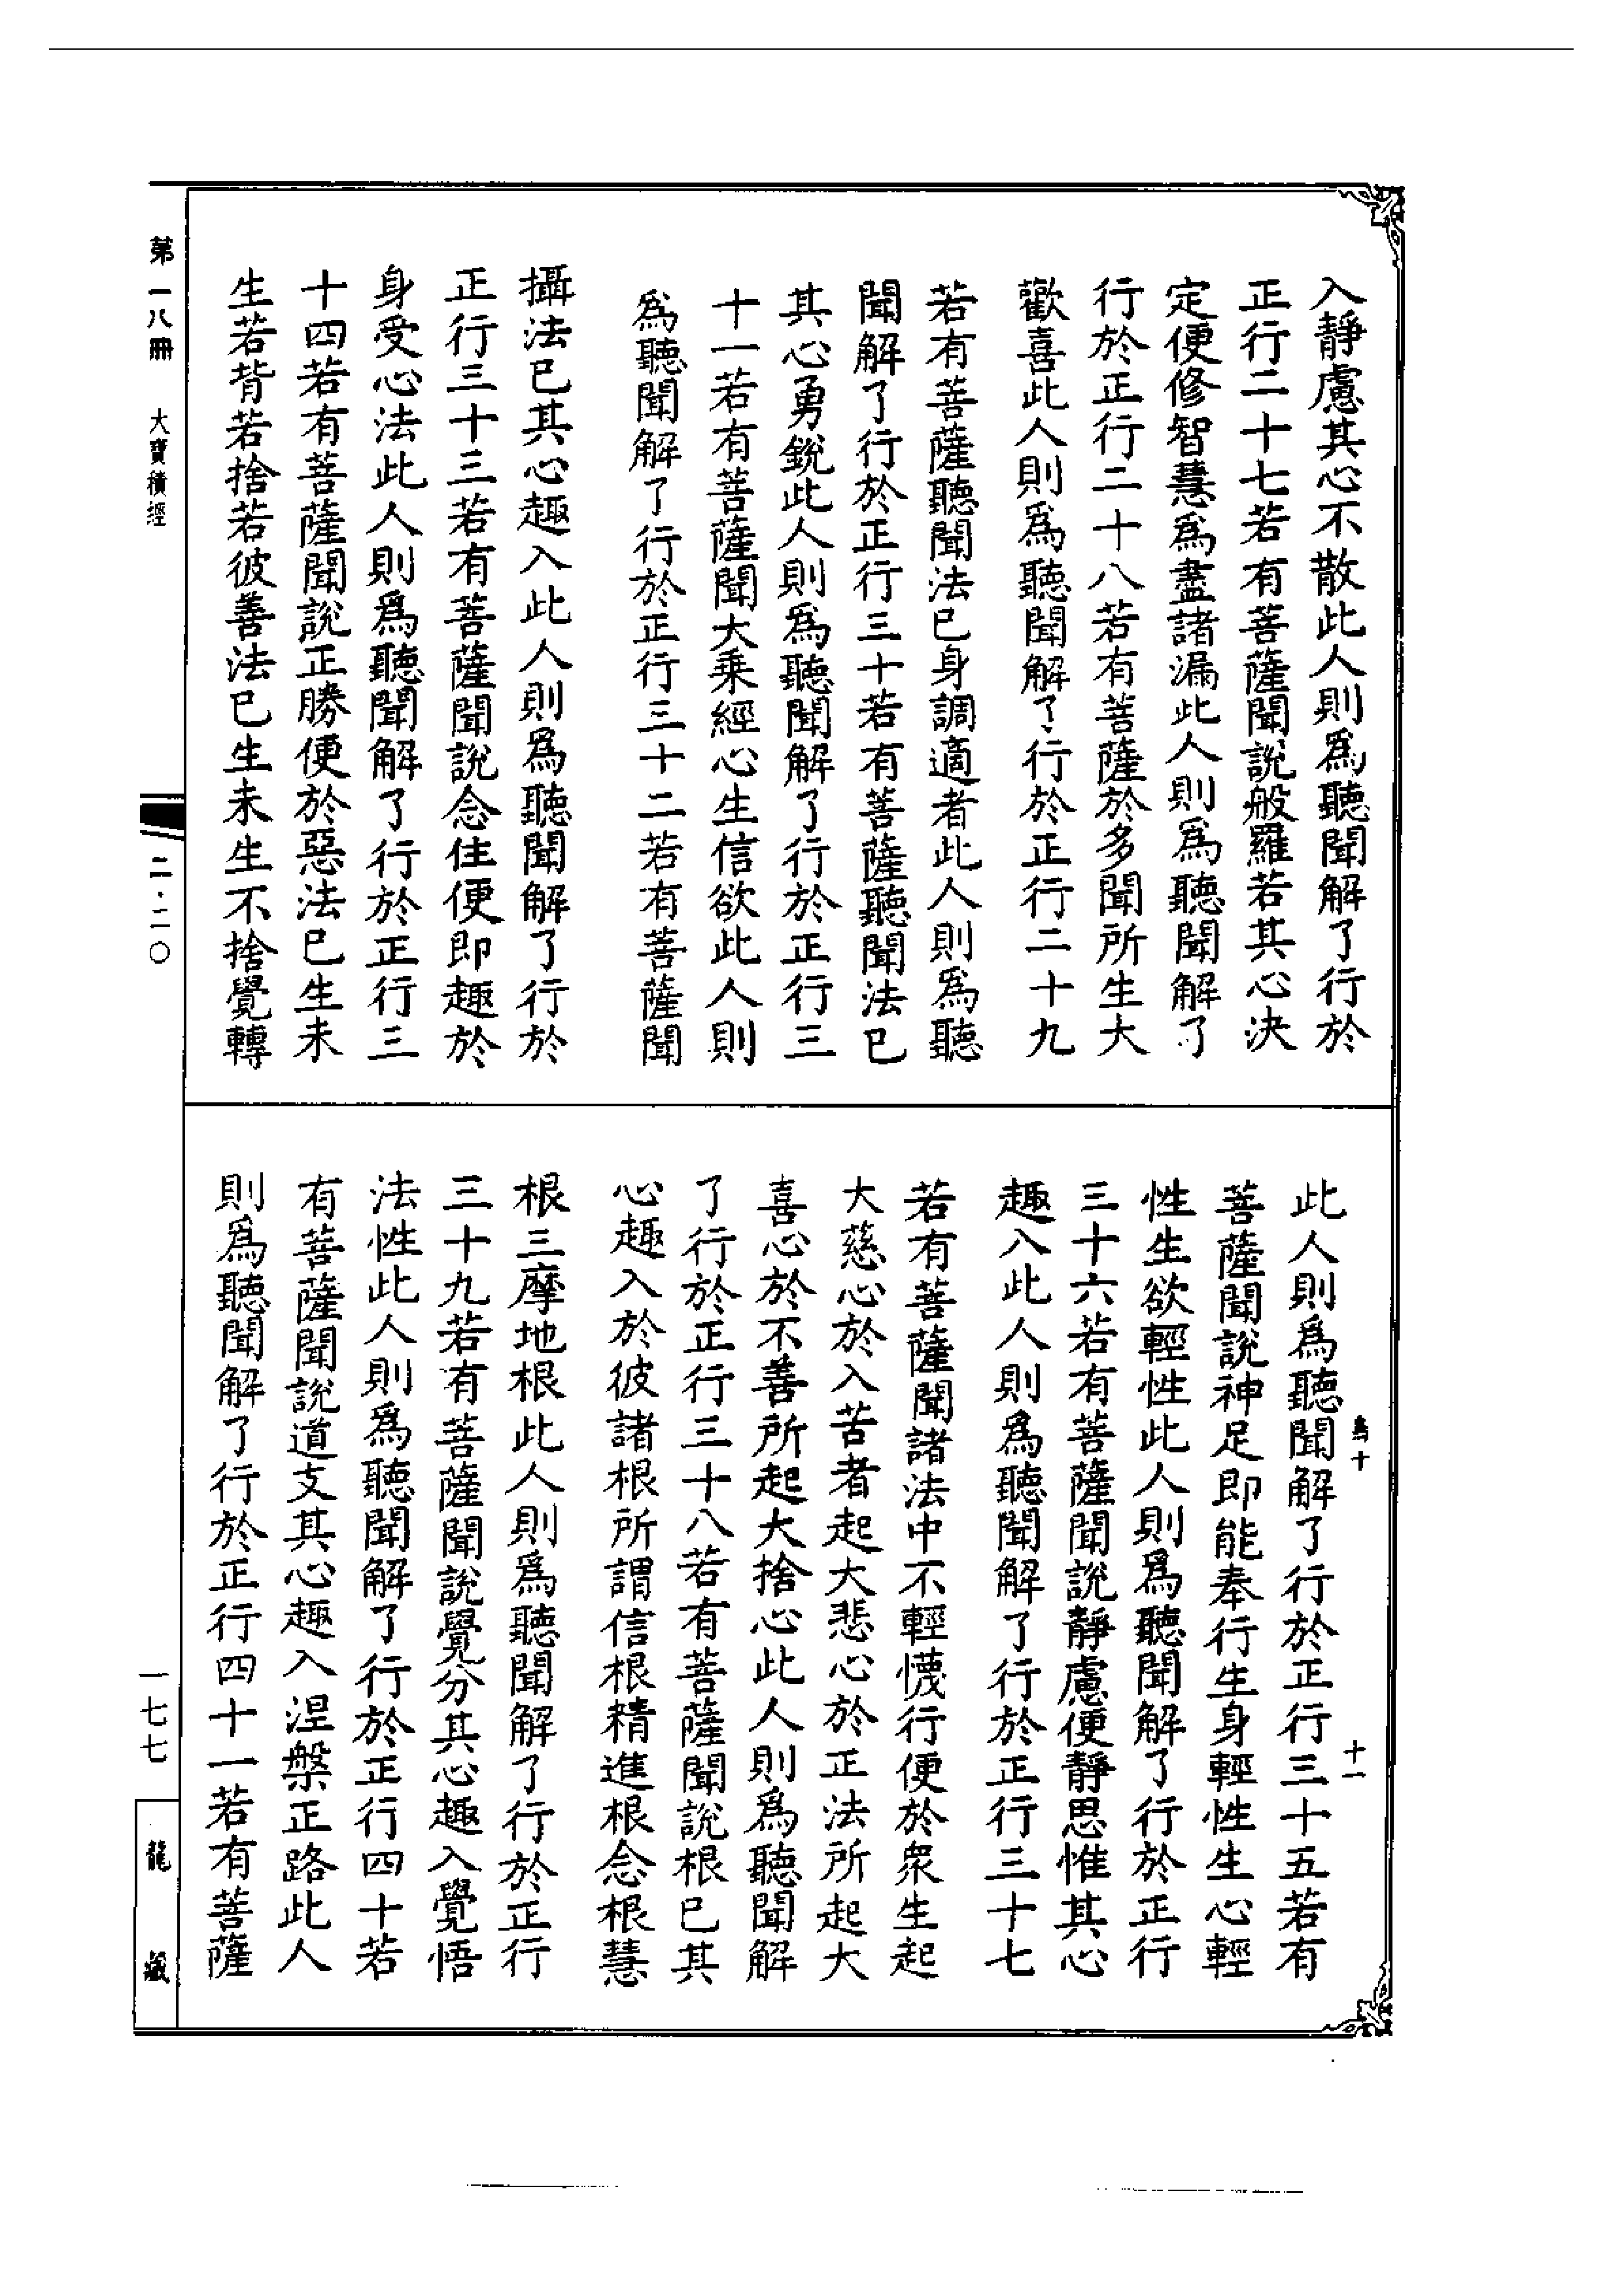 入靜慮其心不散此人則爲聽聞解了行於
正行二十七若有菩薩聞說般羅若其心決
定便修智慧爲盡諸漏此人則爲聽聞解了
行於正行二十八若有菩薩於多聞所生大
歡喜此人則爲聽聞解了行於正行二十九
若有菩薩聽聞法已身調適者此人則爲聽
聞解了行於正行三十若有菩薩聽聞法已
其心勇銳此人則爲聽聞解了行於正行三
十一若有菩薩聞大乘經心生信欲此人則
爲聽聞解了行於正行三十二若有菩薩聞
攝法已其心趣入此人則爲聽聞解了行於
正行三十三若有菩薩聞說念住便即趣於
身受心法此人則爲聽聞解了行於正行三
十四若有菩薩聞說正勝便於惡法已生未
生若背若捨若彼善法已生未生不捨覺轉
此人則爲聽聞解了行於正行三十五若有
菩薩聞說神足即能奉行生身輕性生心輕
性生欲輕性此人則爲聽聞解了行於正行
三十六若有菩薩聞說靜慮便靜思惟其心
趣入此人則爲聽聞解了行於正行三十七
若有菩薩聞諸法中不輕懱行便於衆生起
大慈心於入苦者起大悲心於正法所起大
喜心於不善所起大捨心此人則爲聽聞解
了行於正行三十八若有菩薩聞說根已其
心趣入於彼諸根所謂信根精進根念根慧
根三摩地根此人則爲聽聞解了行於正行
三十九若有菩薩聞說覺分其心趣入覺悟
法性此人則爲聽聞解了行於正行四十若
有菩薩聞說道支其心趣入涅槃正路此人
則爲聽聞解了行於正行四十一若有菩薩
十
十一
第一八冊 大寶積經
二·二〇
一七七
龍藏